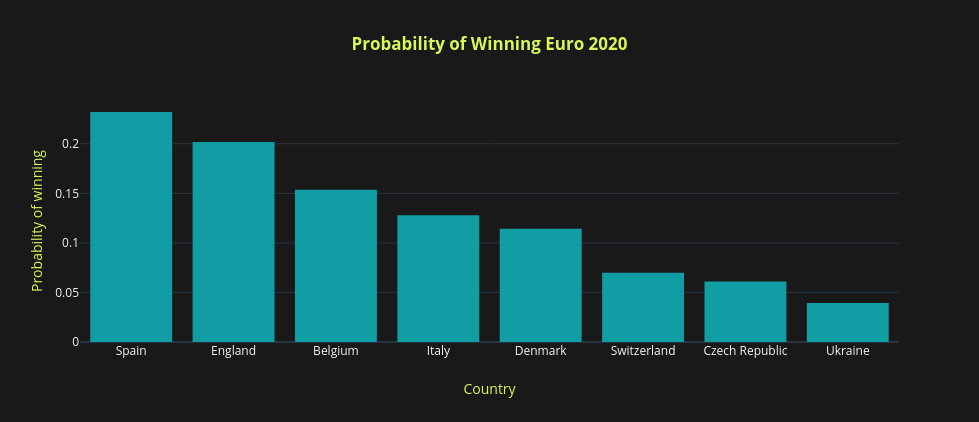 Probability of Winning Euro 2020
Probability of winning
0.2
0.15
0.1
0.05
0
Spain
England
Belgium
Italy
Denmark
Switzerland
Czech Republic
Ukraine
Country